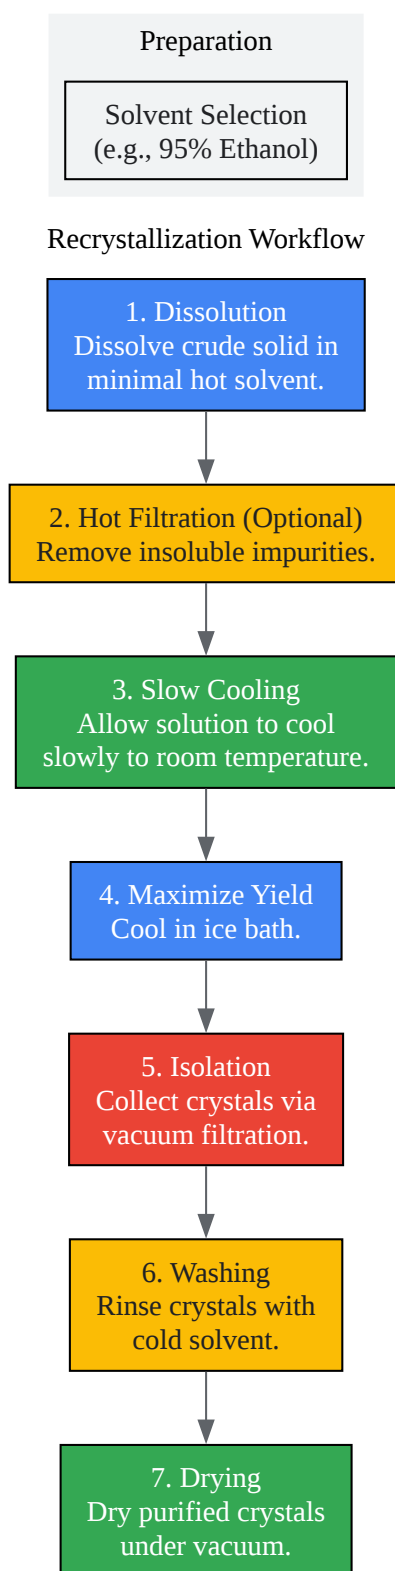 Preparation
Solvent Selection
(e.g., 95% Ethanol)
Recrystallization Workflow
1. Dissolution
Dissolve crude solid in
minimal hot solvent.
2. Hot Filtration (Optional)
Remove insoluble impurities.
3. Slow Cooling
Allow solution to cool
slowly to room temperature.
4. Maximize Yield
Cool in ice bath.
5. Isolation
Collect crystals via
vacuum filtration.
6. Washing
Rinse crystals with
cold solvent.
7. Drying
Dry purified crystals
under vacuum.